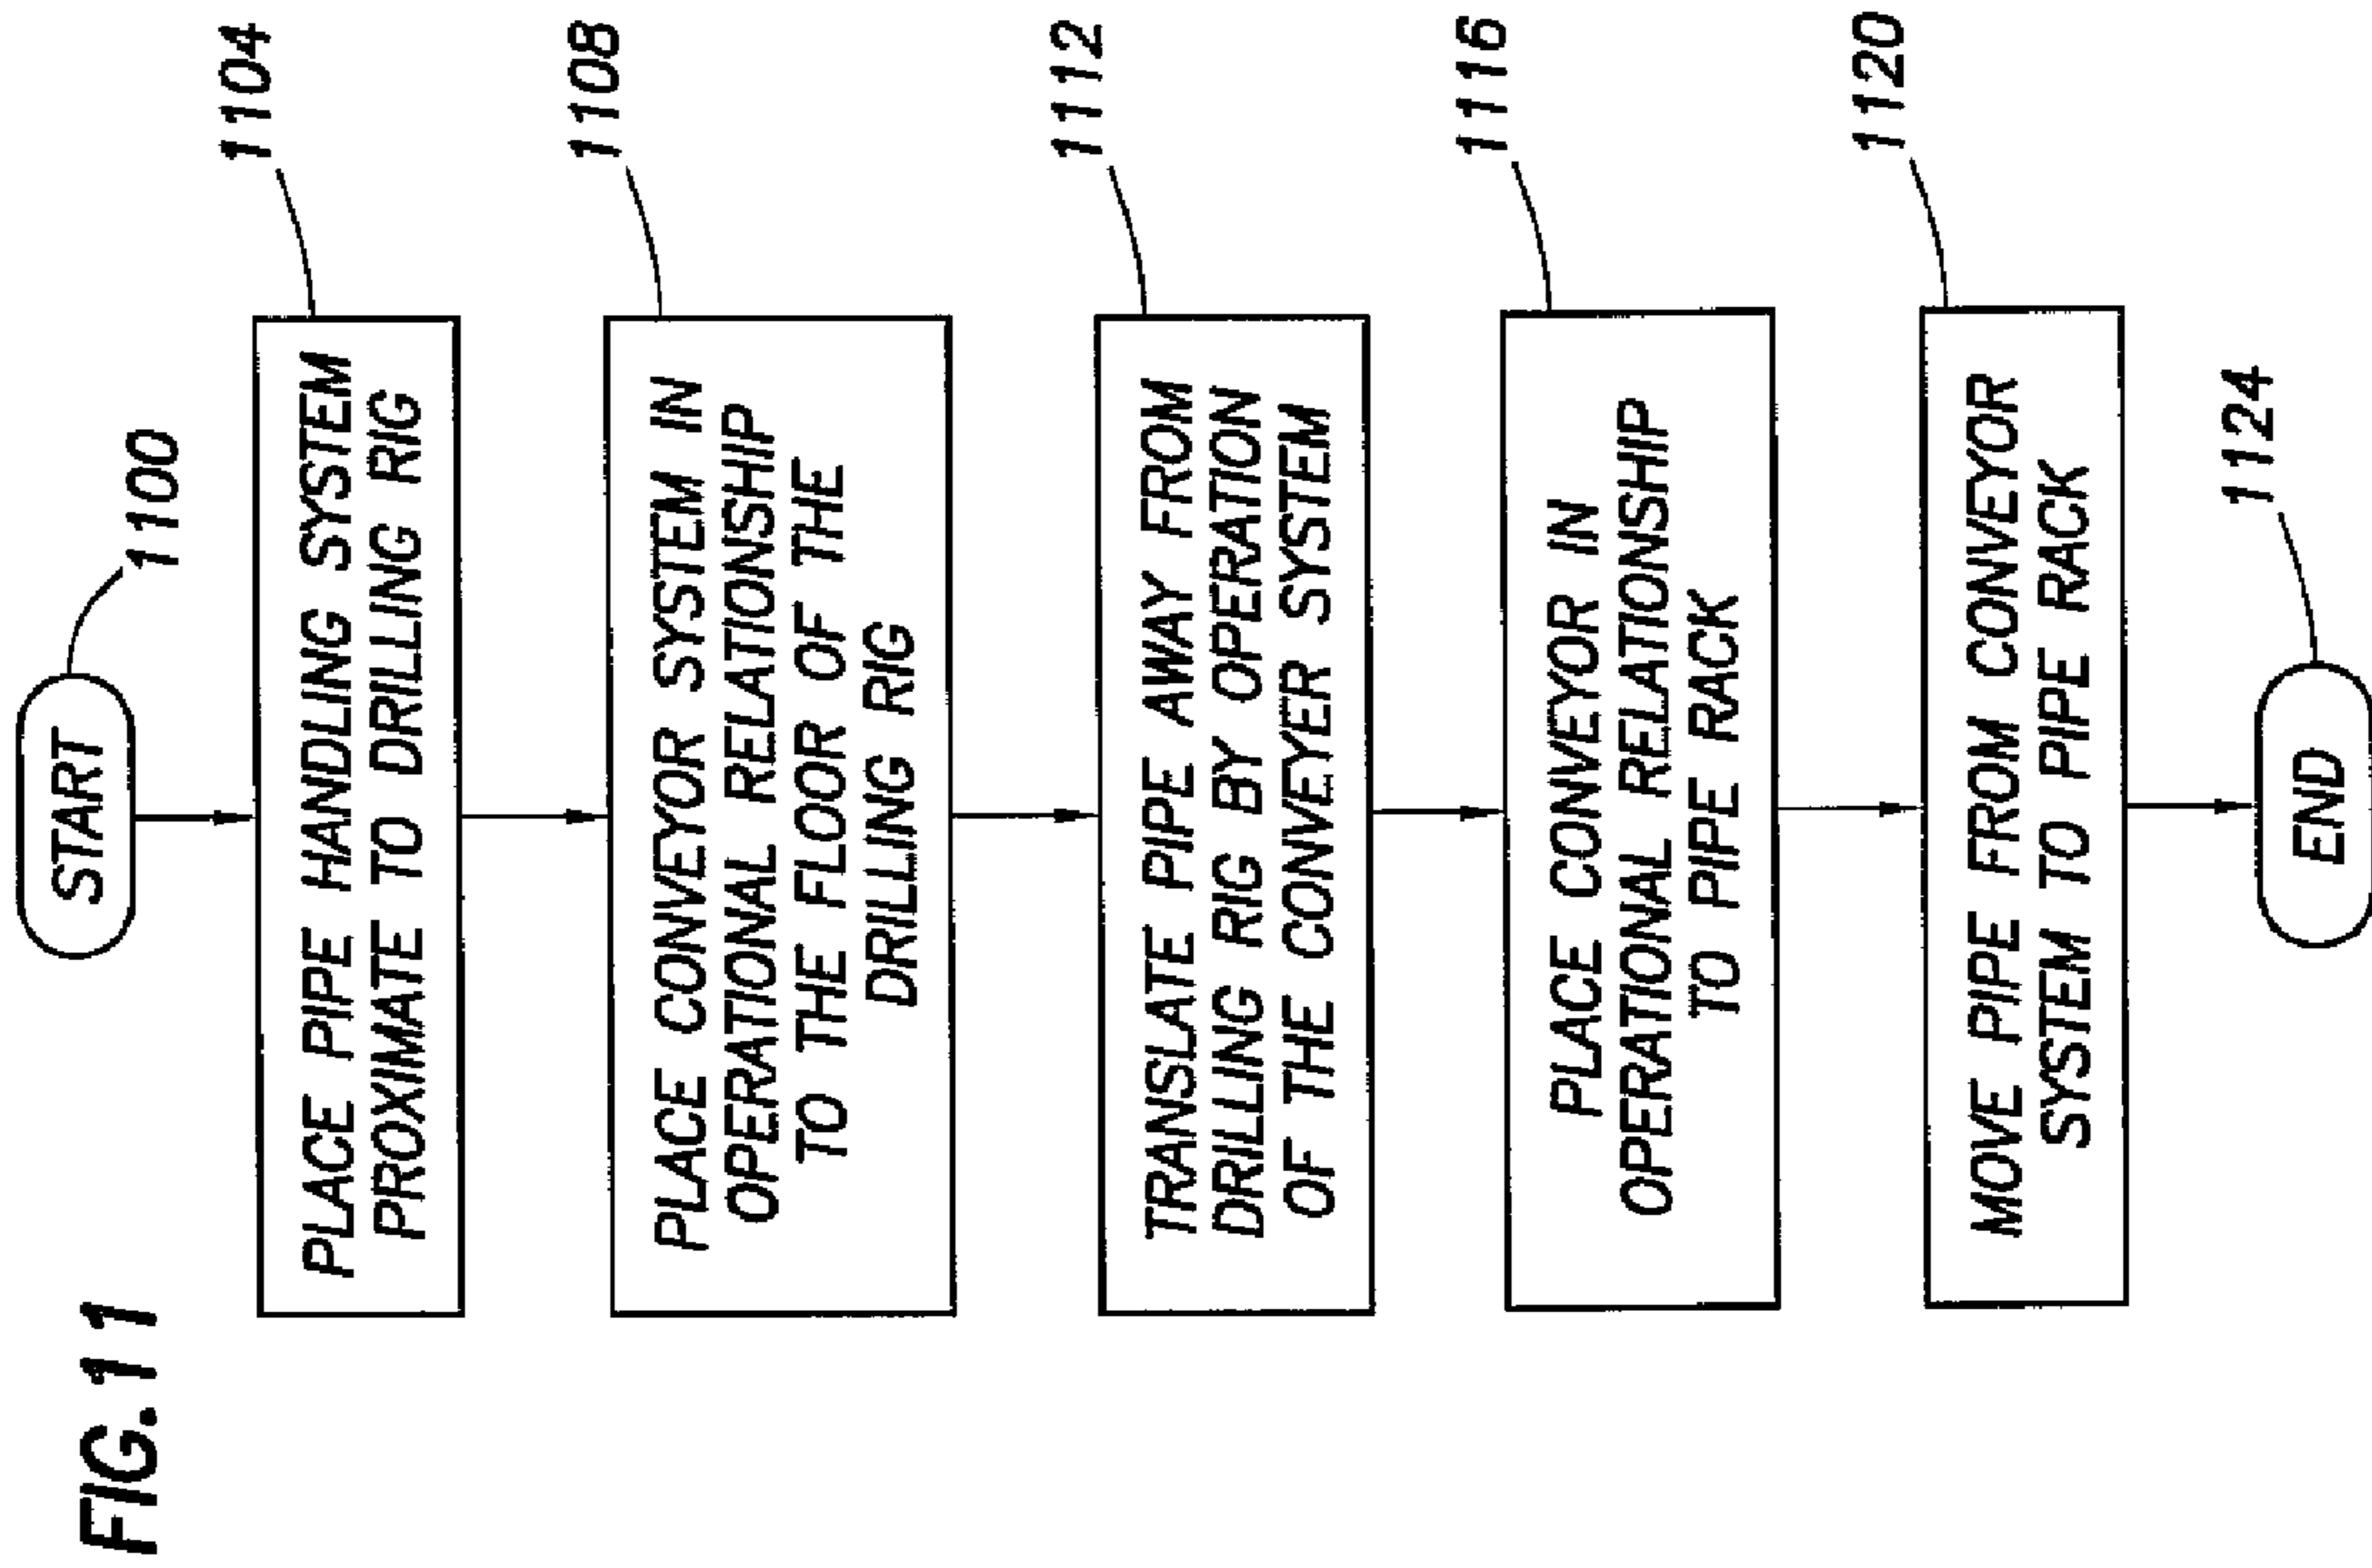 FIG. 11
START
1100
PLACE PIPE HANDLING SYSTEM
PROXIMATE TO DRILLING RIG
1104
PLACE CONVEYOR SYSTEM IN
OPERATIONAL RELATIONSHIP
TO THE FLOOR OF THE
DRILLING RIG
1108
TRANSLATE PIPE AWAY FROM
DRILLING RIG BY OPERATION
OF THE CONVEYER SYSTEM
1112
PLACE CONVEYOR IN
OPERATIONAL RELATIONSHIP
TO PIPE RACK
1116
MOVE PIPE FROM CONVEYOR
SYSTEM TO PIPE RACK
1120
END
1124